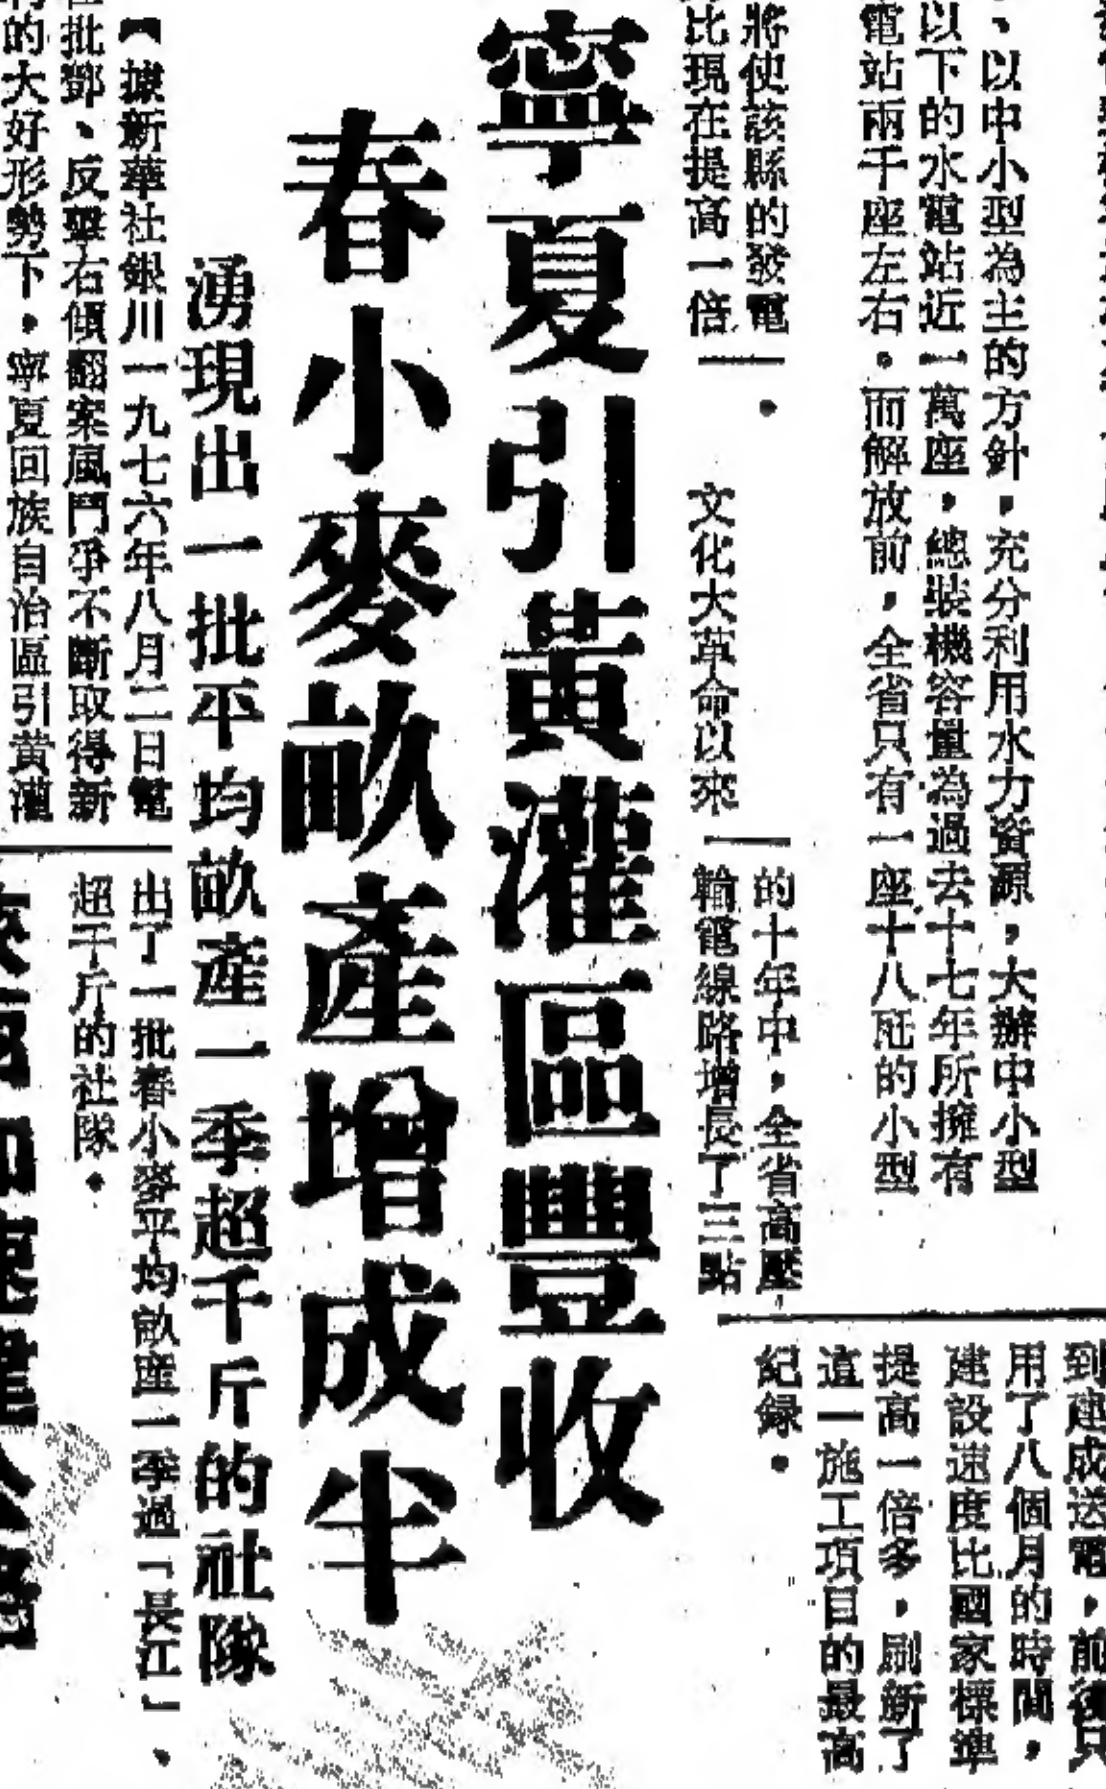 、以中小型為主的方針，充分利用水力資源，大辦中小型
以下的水電站近一萬座，總裝機容量為過去十七年所擁有
電站兩千座左右。而解放前，全省只有一座十八瓩的小型
將使該縣的發電
比現在提高一倍
文化大革命以來
的十年中，全省高壓
輸電線路增長了三點
到建成送電，前後只
用了八個月的時間，
建設速度比國家標準
提高一倍多，刷新了
這一施工項目的最高
紀錄。
寧夏引黃灌區豐收
春小麥畝產增成半
湧現出一批平均畝產一季超千斤的社隊
【據新華社銀川一九七六年八月二日電
批鄧、反擊右傾翻案風鬥爭不斷取得新
的大好形勢下，寧夏回族自治區引黃灌
出了一批春小麥平均畝產一季過「長江」、
超千斤的社隊。